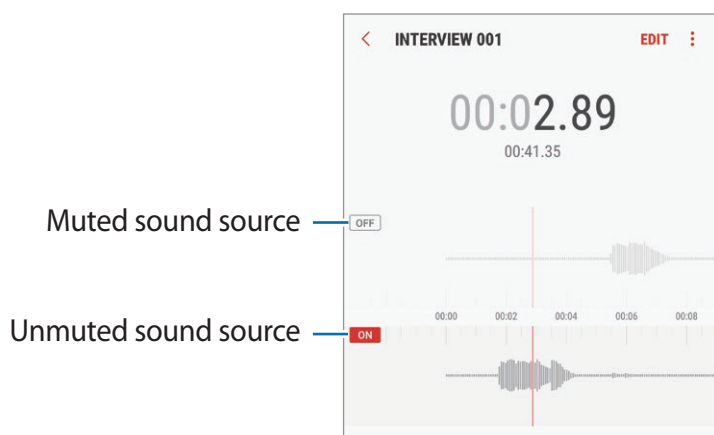 INTERVIEW 001 EDIT
00:02.89
00:41.35
Muted sound source OFF
00:00 00:02 00:04 00:06 00:08
Unmuted sound source ON